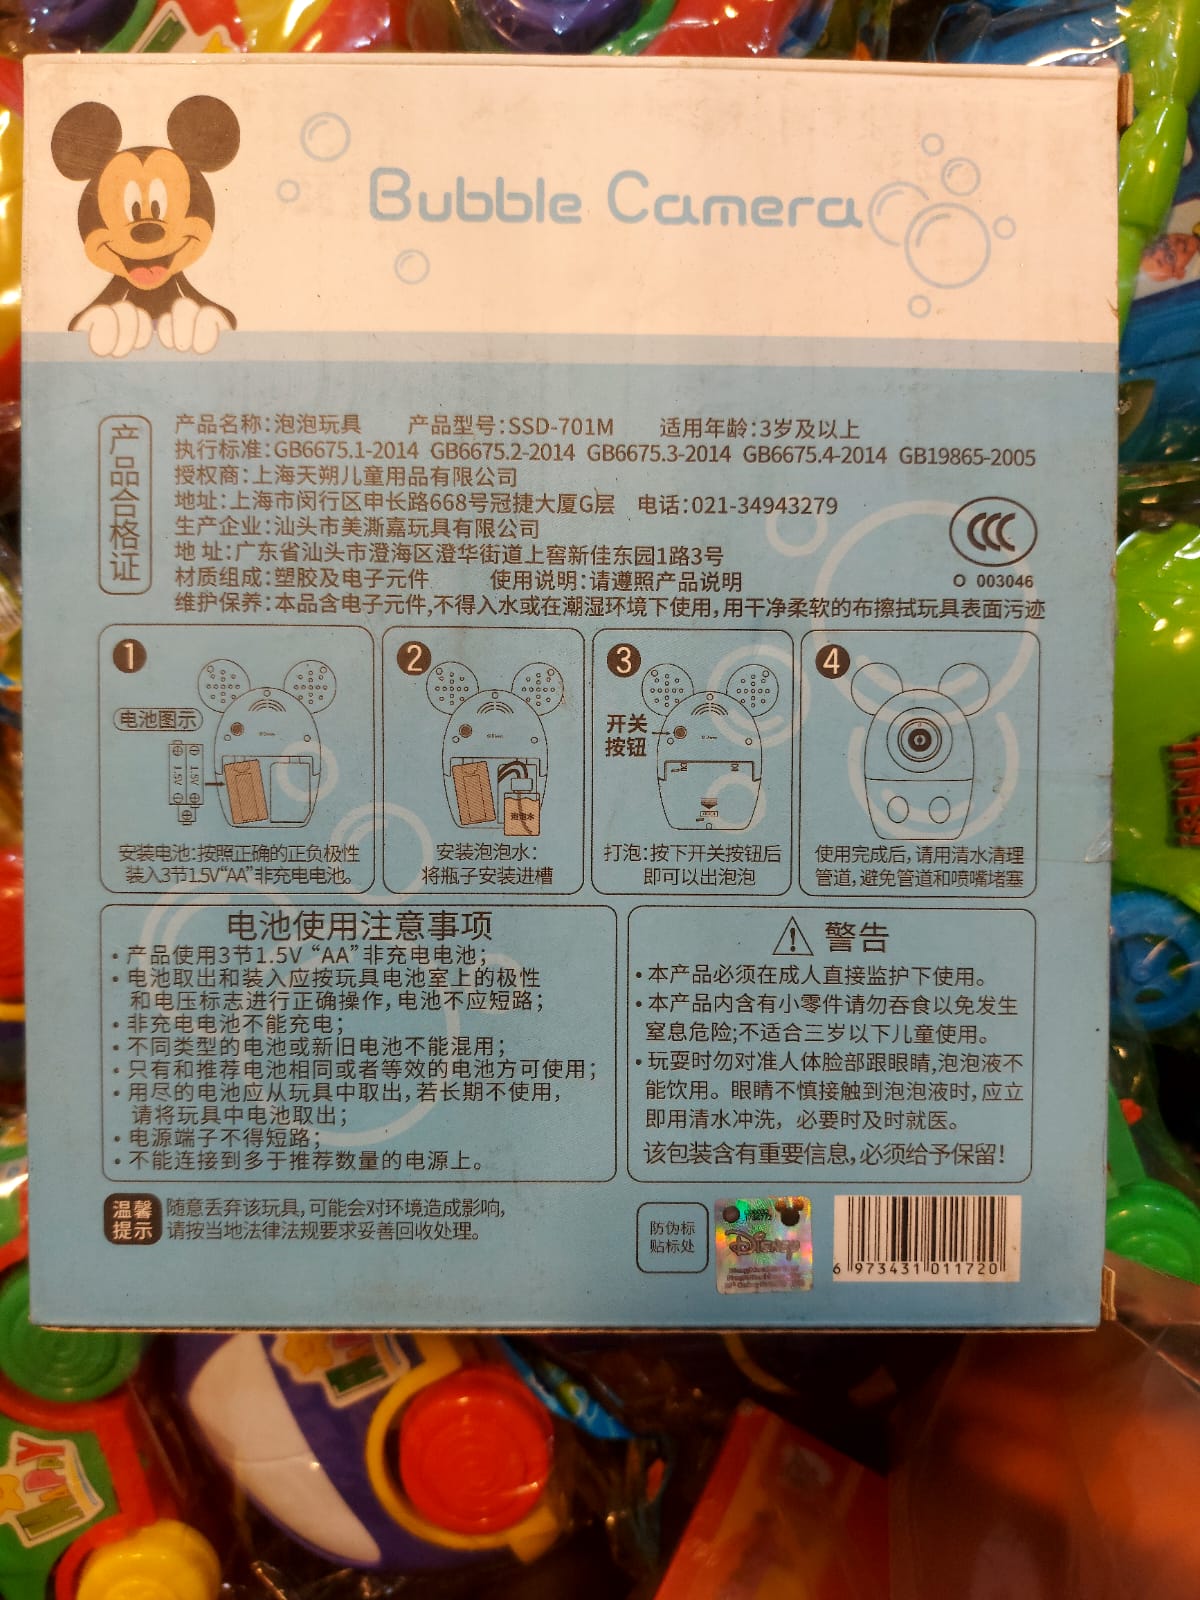 Bubble Camera
产品合格证
产品名称:泡泡玩具 产品型号:SSD-701M 适用年龄:3岁及以上
执行标准:GB6675.1-2014 GB6675.2-2014 GB6675.3-2014 GB6675.4-2014 GB19865-2005
授权商:上海天朔儿童用品有限公司
地址:上海市闵行区申长路668号冠捷大厦G层 电话:021-34943279
生产企业:汕头市美澌嘉玩具有限公司
地 址:广东省汕头市澄海区澄华街道上窖新佳东园1路3号
材质组成:塑胶及电子元件 使用说明:请遵照产品说明
维护保养:本品含电子元件,不得入水或在潮湿环境下使用,用干净柔软的布擦拭玩具表面污迹
CCC
O 003046
1
电池图示
1.5V 1.5V
安装电池:按照正确的正负极性
装入3节1.5V“AA”非充电电池。
2
泡泡水
安装泡泡水:
将瓶子安装进槽
3
开关
按钮
打泡:按下开关按钮后
即可以出泡泡
4
使用完成后,请用清水清理
管道,避免管道和喷嘴堵塞
电池使用注意事项
·产品使用3节1.5V “AA”非充电电池;
·电池取出和装入应按玩具电池室上的极性
和电压标志进行正确操作,电池不应短路;
·非充电电池不能充电;
·不同类型的电池或新旧电池不能混用;
·只有和推荐电池相同或者等效的电池方可使用;
·用尽的电池应从玩具中取出,若长期不使用,
请将玩具中电池取出;
·电源端子不得短路;
·不能连接到多于推荐数量的电源上。
警告
·本产品必须在成人直接监护下使用。
·本产品内含有小零件请勿吞食以免发生
窒息危险;不适合三岁以下儿童使用。
·玩耍时勿对准人体脸部跟眼睛,泡泡液不
能饮用。眼睛不慎接触到泡泡液时,应立
即用清水冲洗,必要时及时就医。
该包装含有重要信息,必须给予保留!
温馨
提示
随意丢弃该玩具,可能会对环境造成影响,
请按当地法律法规要求妥善回收处理。
防伪标
贴标处
Disney
6 973431 011720